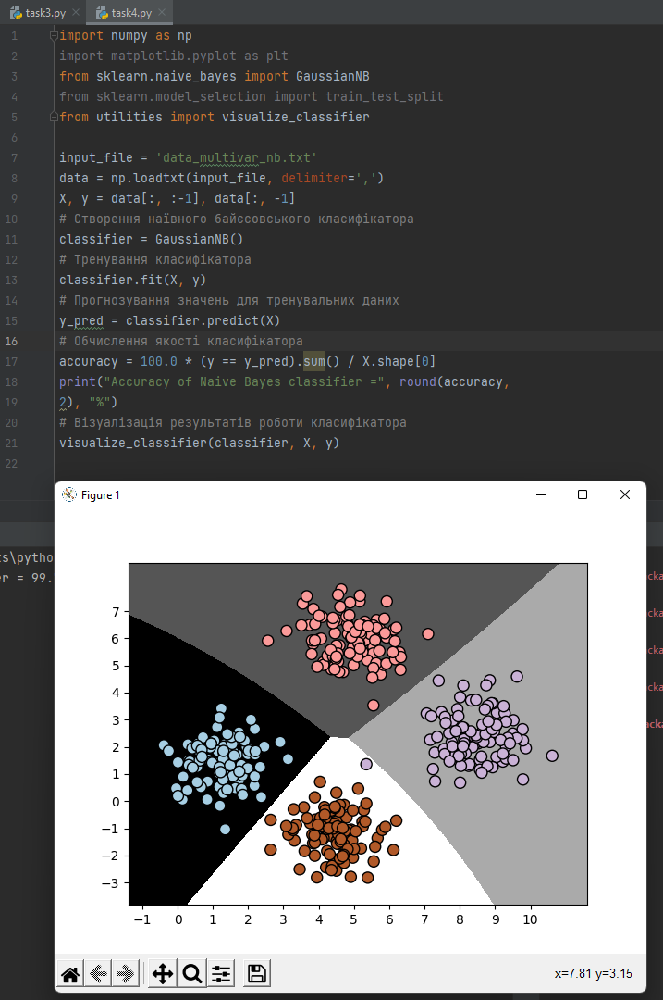 task3.py task4.py
1 import numpy as np
2 import matplotlib.pyplot as plt
3 from sklearn.naive_bayes import GaussianNB
4 from sklearn.model_selection import train_test_split
5 from utilities import visualize_classifier
6
7 input_file = 'data_multivar_nb.txt'
8 data = np.loadtxt(input_file, delimiter=',')
9 X, y = data[:, :-1], data[:, -1]
10 # Створення наївного байєсовського класифікатора
11 classifier = GaussianNB()
12 # Тренування класифікатора
13 classifier.fit(X, y)
14 # Прогнозування значень для тренувальних даних
15 y_pred = classifier.predict(X)
16 # Обчислення якості класифікатора
17 accuracy = 100.0 * (y == y_pred).sum() / X.shape[0]
18 print("Accuracy of Naive Bayes classifier =", round(accuracy,
19 2), "%")
20 # Візуалізація результатів роботи класифікатора
21 visualize_classifier(classifier, X, y)
22
Figure 1
ts\pytho
er = 99.
7
6
5
4
3
2
1
0
−1
−2
−3
−1 0 1 2 3 4 5 6 7 8 9 10
x=7.81 y=3.15